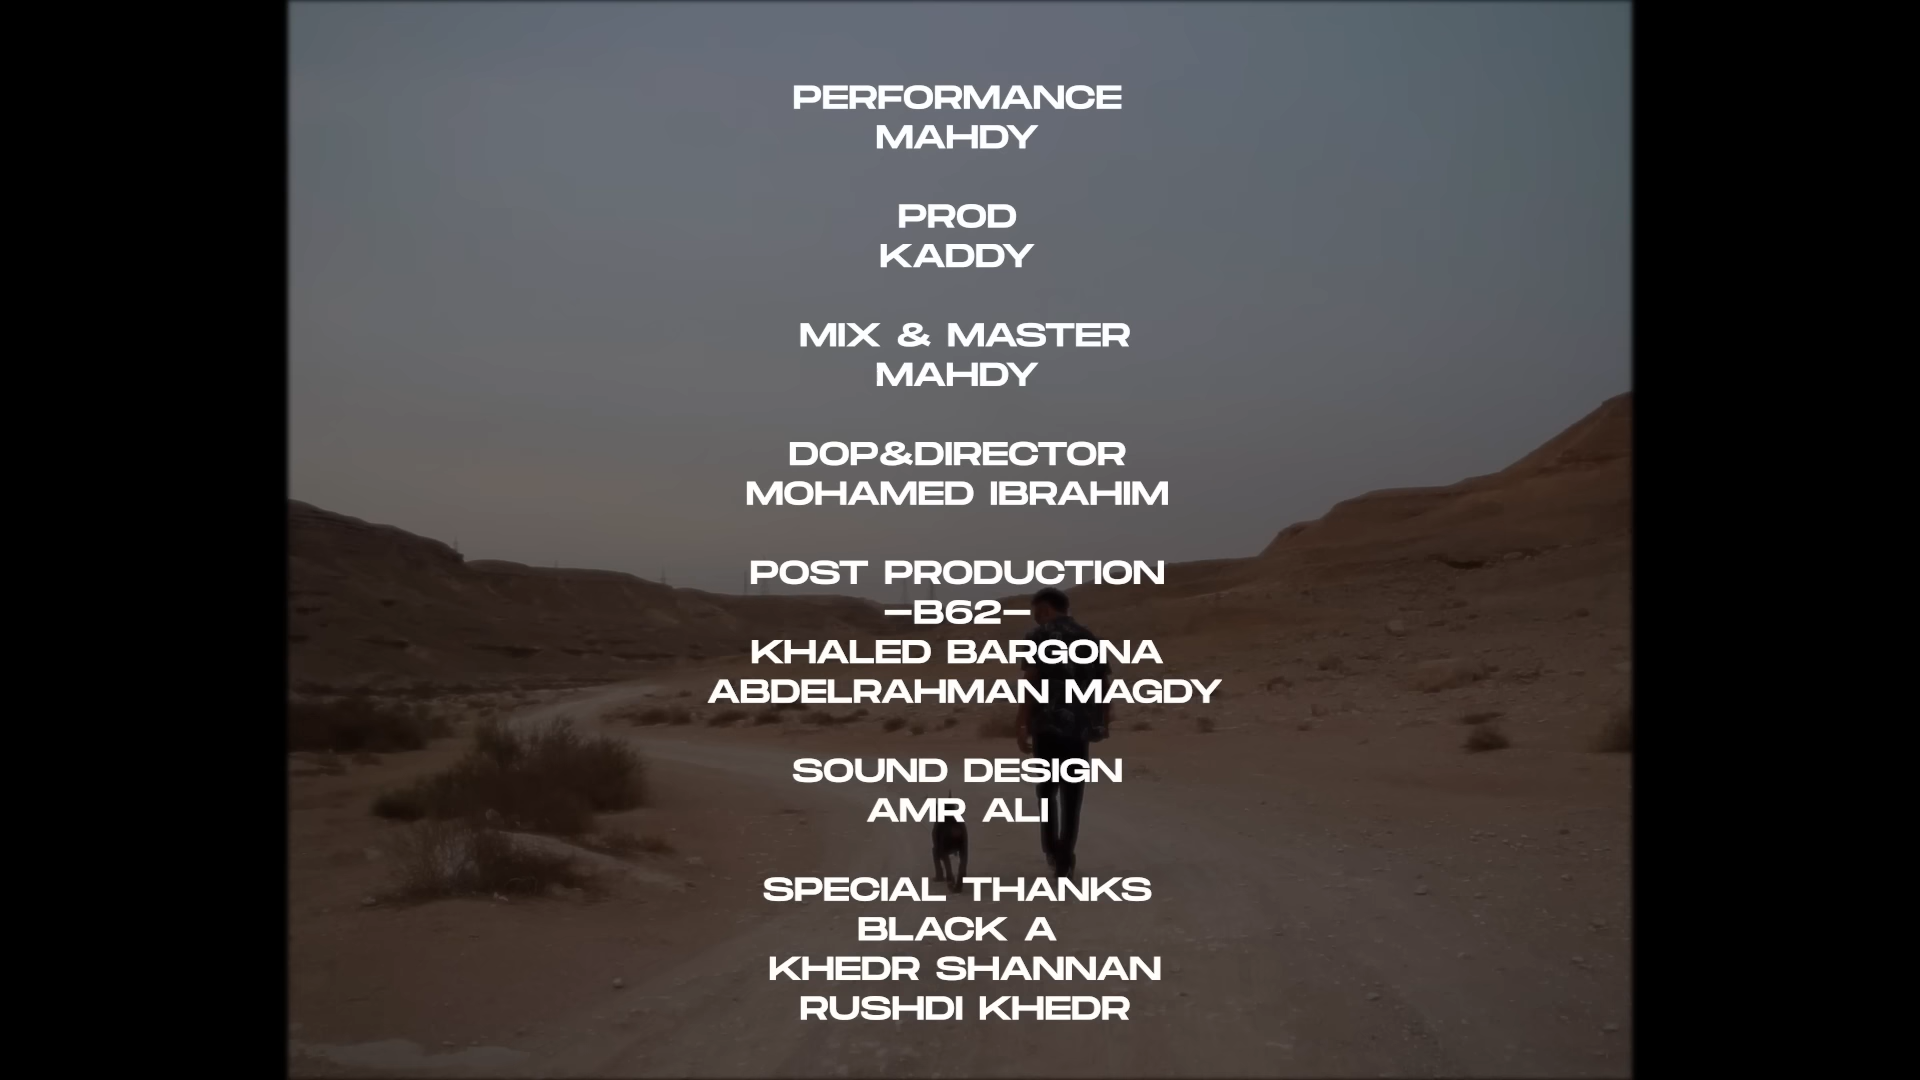 PERFORMANCE
MAHDY
PROD
KADDY
MIX & MASTER
MAHDY
DOP&DIRECTOR
MOHAMED IBRAHIM
POST PRODUCTION
-B62-
KHALED BARGONA
ABDELRAHMAN MAGDY
SOUND DESIGN
AMR ALI
SPECIAL THANKS
BLACK A
KHEDR SHANNAN
RUSHDI KHEDR